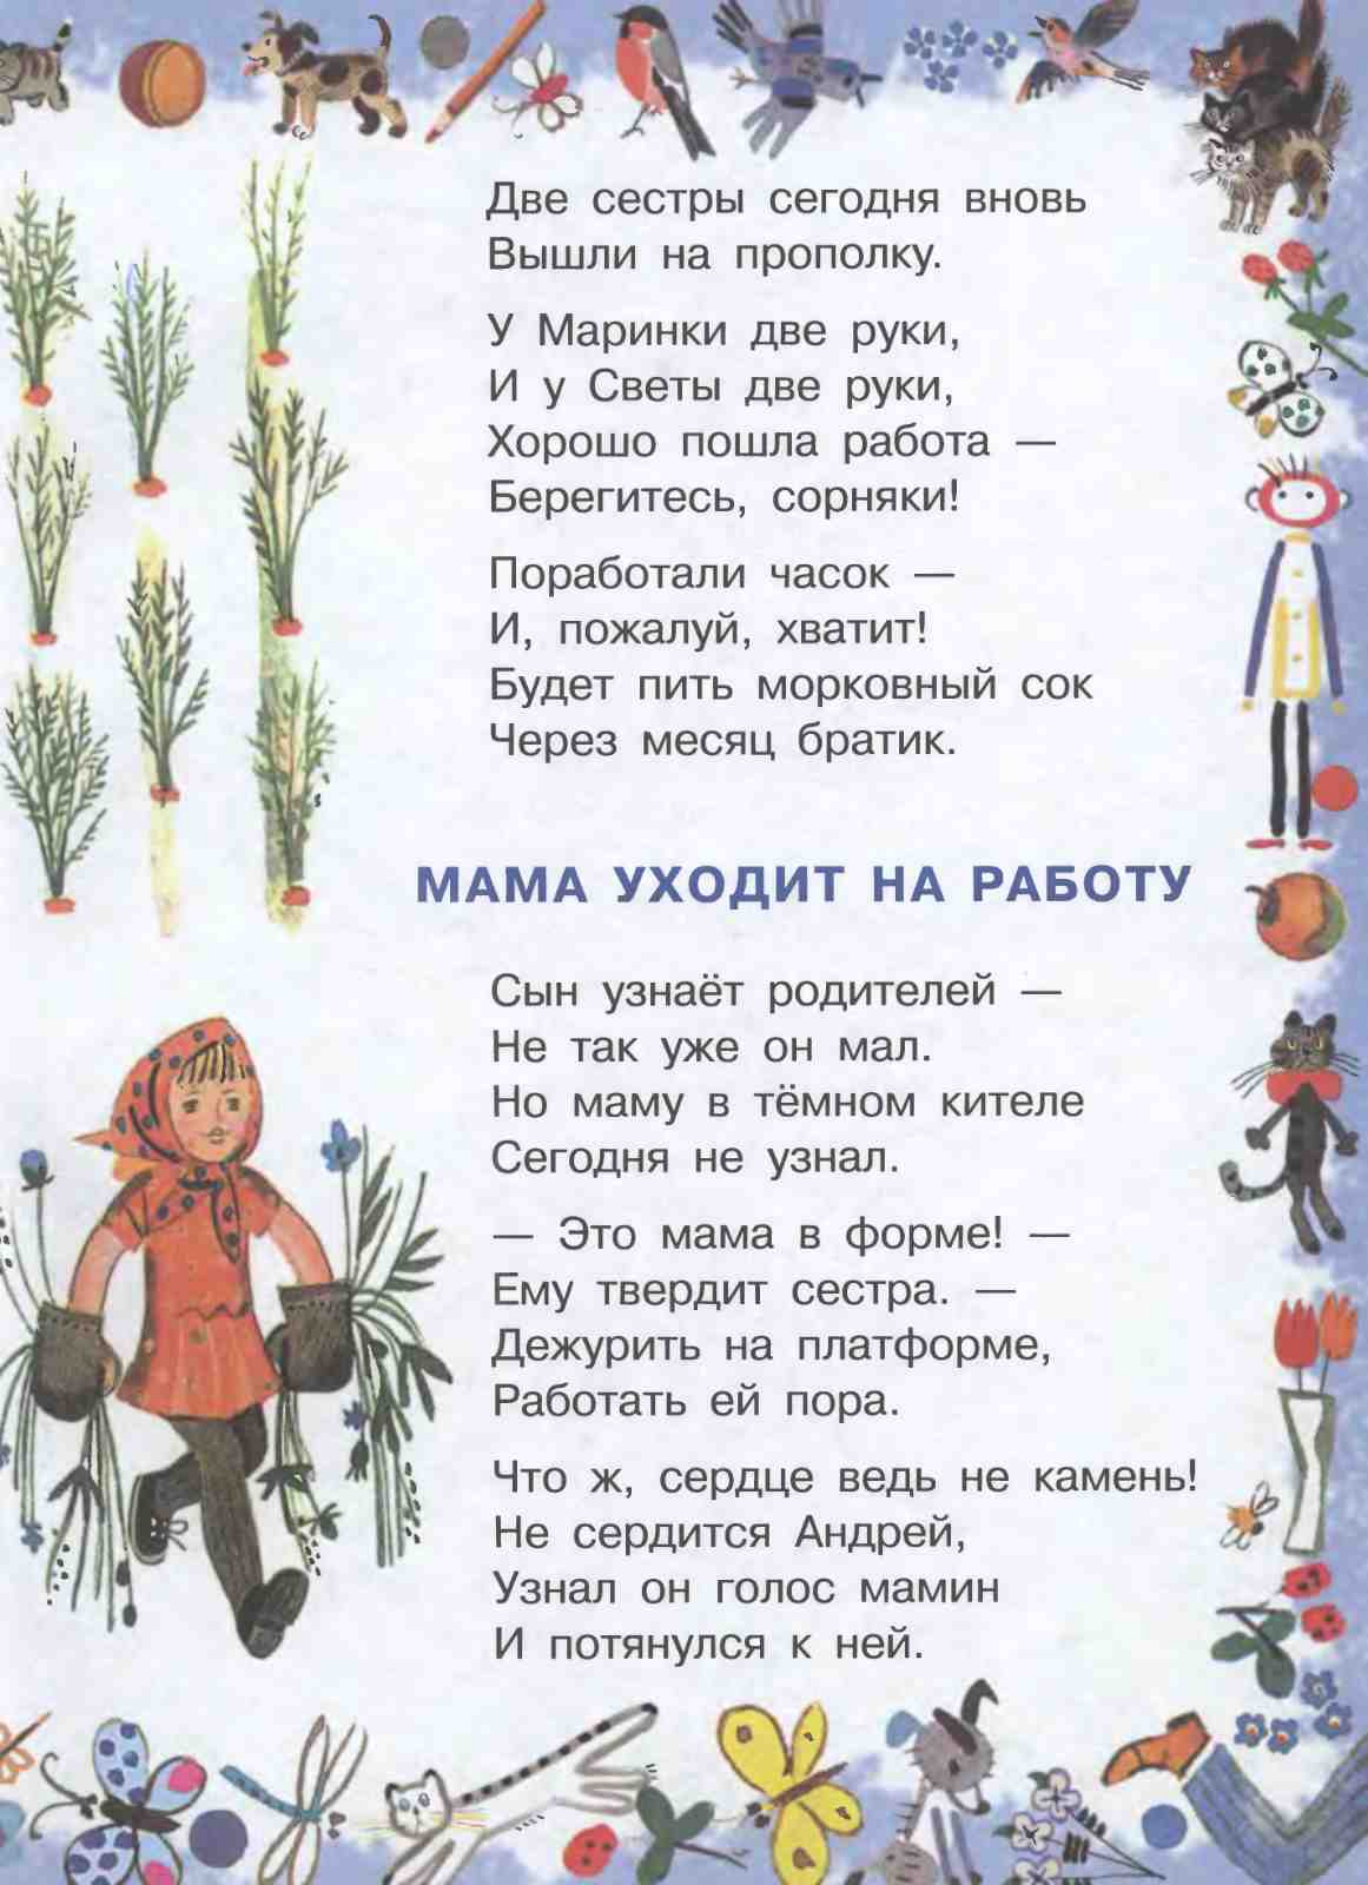 Две сестры сегодня вновь
Вышли на прополку.
У Маринки две руки,
И у Светы две руки,
Хорошо пошла работа —
Берегитесь, сорняки!
Поработали часок —
И, пожалуй, хватит!
Будет пить морковный сок
Через месяц братик.
МАМА УХОДИТ НА РАБОТУ
Сын узнаёт родителей —
Не так уже он мал.
Но маму в тёмном кителе
Сегодня не узнал.
— Это мама в форме! —
Ему твердит сестра. —
Дежурить на платформе,
Работать ей пора.
Что ж, сердце ведь не камень!
Не сердится Андрей,
Узнал он голос мамин
И потянулся к ней.